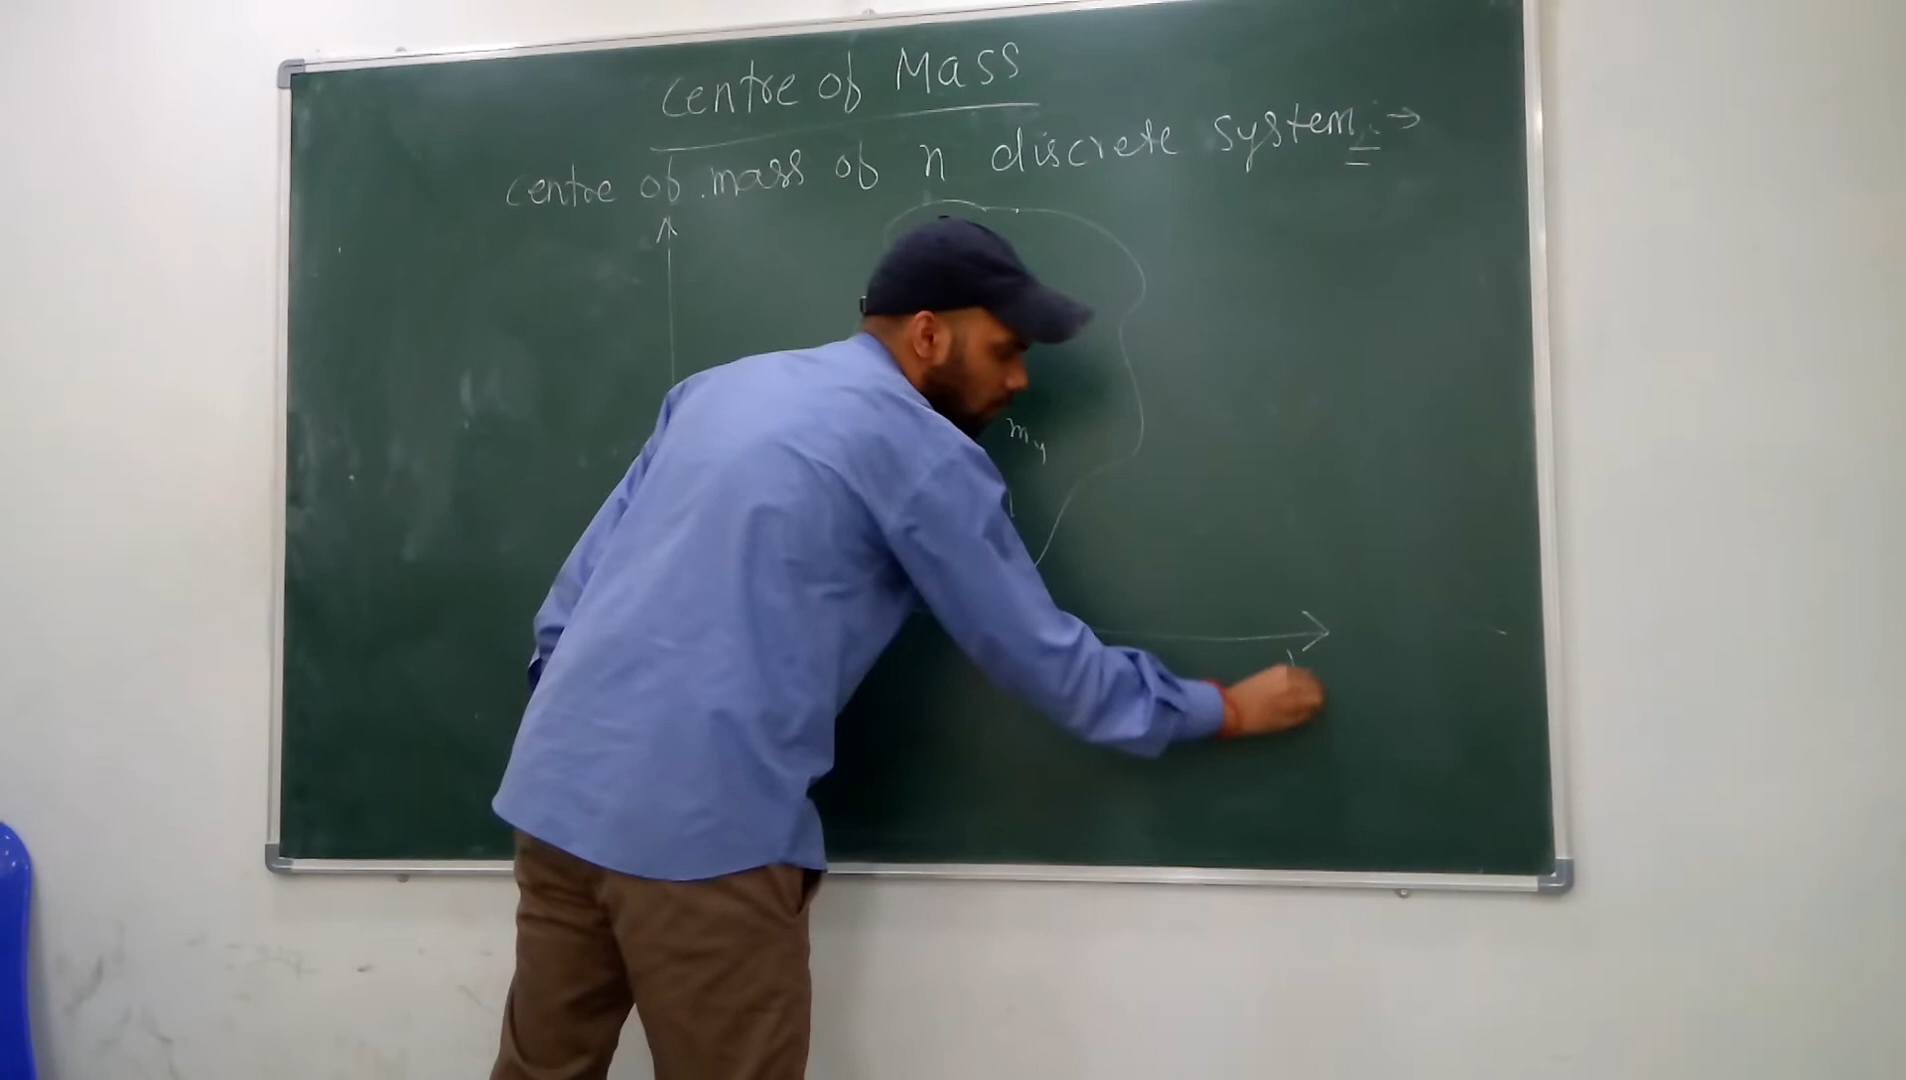 Centre of Mass
centre of mass of n discrete system :→
m4